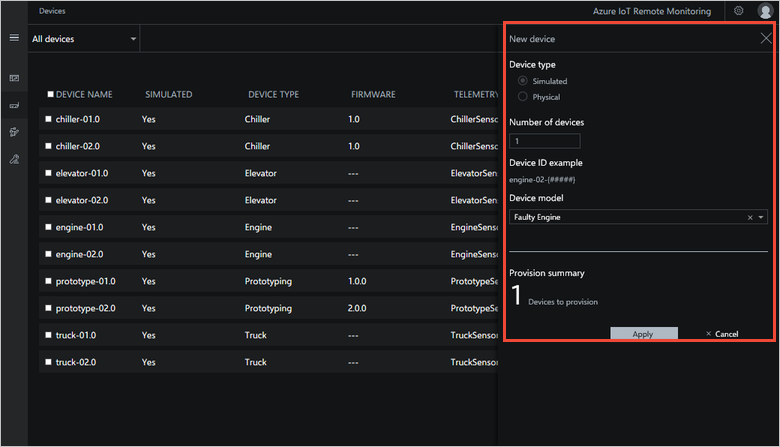 Devices
Azure IoT Remote Monitoring
All devices
DEVICE NAME SIMULATED DEVICE TYPE FIRMWARE TELEMETRY
chiller-01.0 Yes Chiller 1.0 ChillerSens
chiller-02.0 Yes Chiller 1.0 ChillerSens
elevator-01.0 Yes Elevator --- ElevatorSen
elevator-02.0 Yes Elevator --- ElevatorSen
engine-01.0 Yes Engine --- EngineSenso
engine-02.0 Yes Engine --- EngineSenso
prototype-01.0 Yes Prototyping 1.0.0 PrototypeSe
prototype-02.0 Yes Prototyping 2.0.0 PrototypeSe
truck-01.0 Yes Truck --- TruckSensor
truck-02.0 Yes Truck --- TruckSensor
New device
Device type
Simulated
Physical
Number of devices
1
Device ID example
engine-02-{#####}
Device model
Faulty Engine
Provision summary
1 Devices to provision
Apply
Cancel